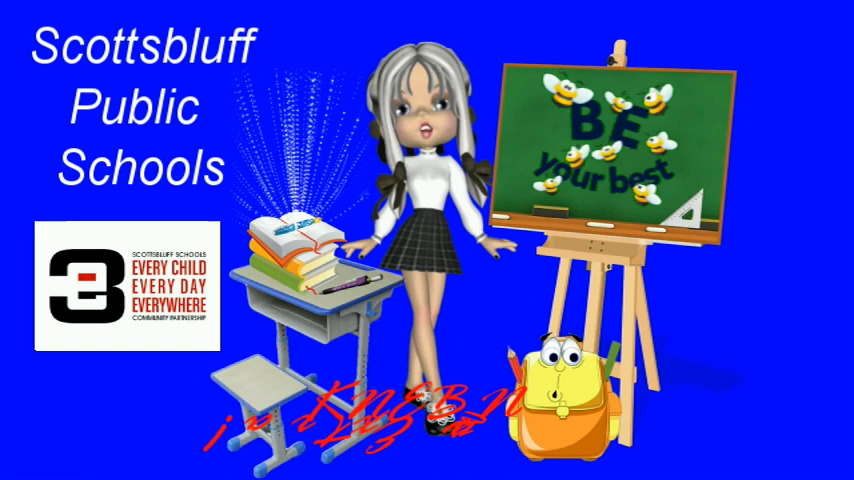 Scottsbluff
Public
Schools
BE
your best
SCOTTSBLUFF SCHOOLS
EVERY CHILD
EVERY DAY
EVERYWHERE
COMMUNITY PARTNERSHIP